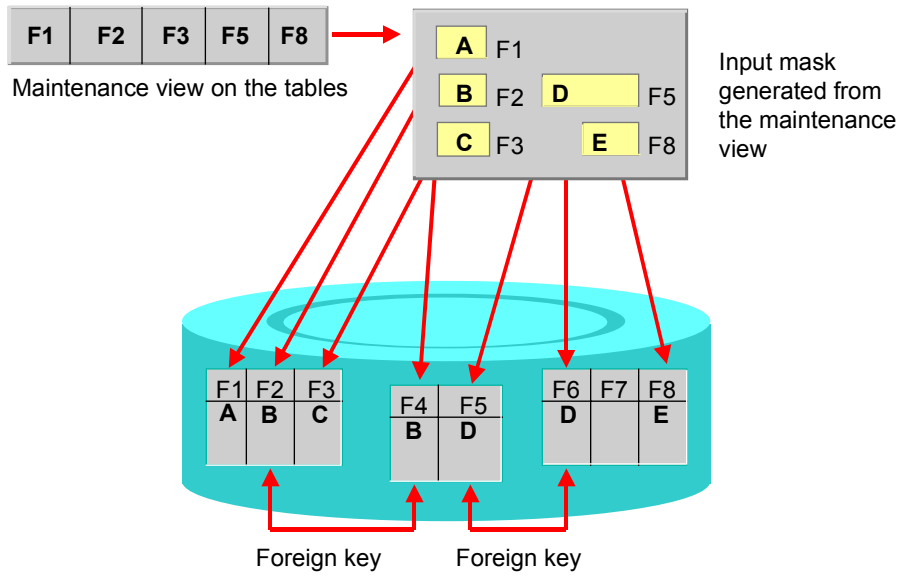 F1 F2 F3 F5 F8
Maintenance view on the tables
A F1
B F2 D F5
C F3 E F8
Input mask
generated from
the maintenance
view
F1 F2 F3
A B C
F4 F5
B D
F6 F7 F8
D E
Foreign key Foreign key